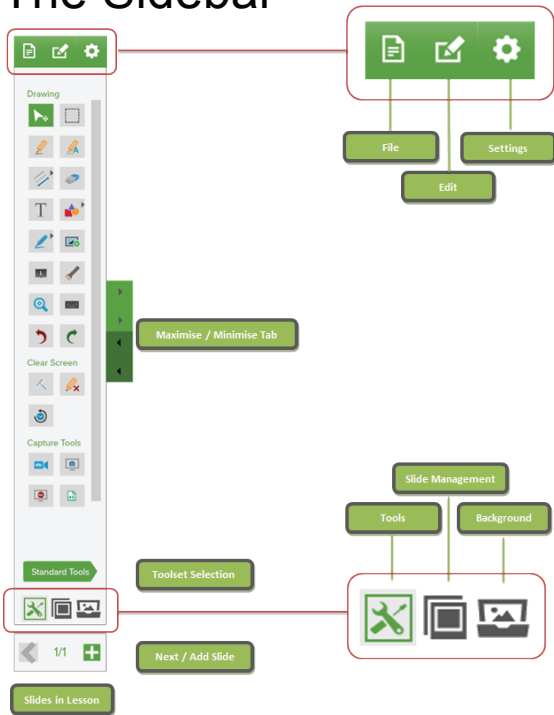 The Sidebar
Drawing
File
Settings
Edit
T
A
Maximise / Minimise Tab
Clear Screen
Capture Tools
Slide Management
Tools
Background
Standard Tools
Toolset Selection
1/1
Next / Add Slide
Slides in Lesson